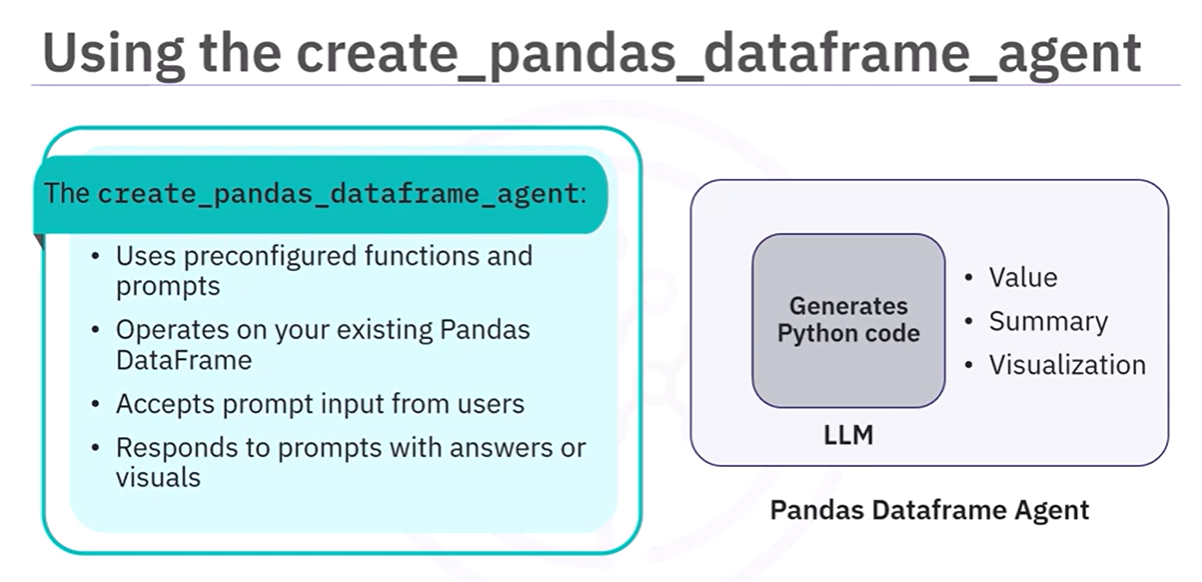 Using the create_pandas_dataframe_agent
The create_pandas_dataframe_agent:
• Uses preconfigured functions and
prompts
• Operates on your existing Pandas
DataFrame
• Accepts prompt input from users
• Responds to prompts with answers or
visuals
Generates
Python code
LLM
• Value
• Summary
• Visualization
Pandas Dataframe Agent